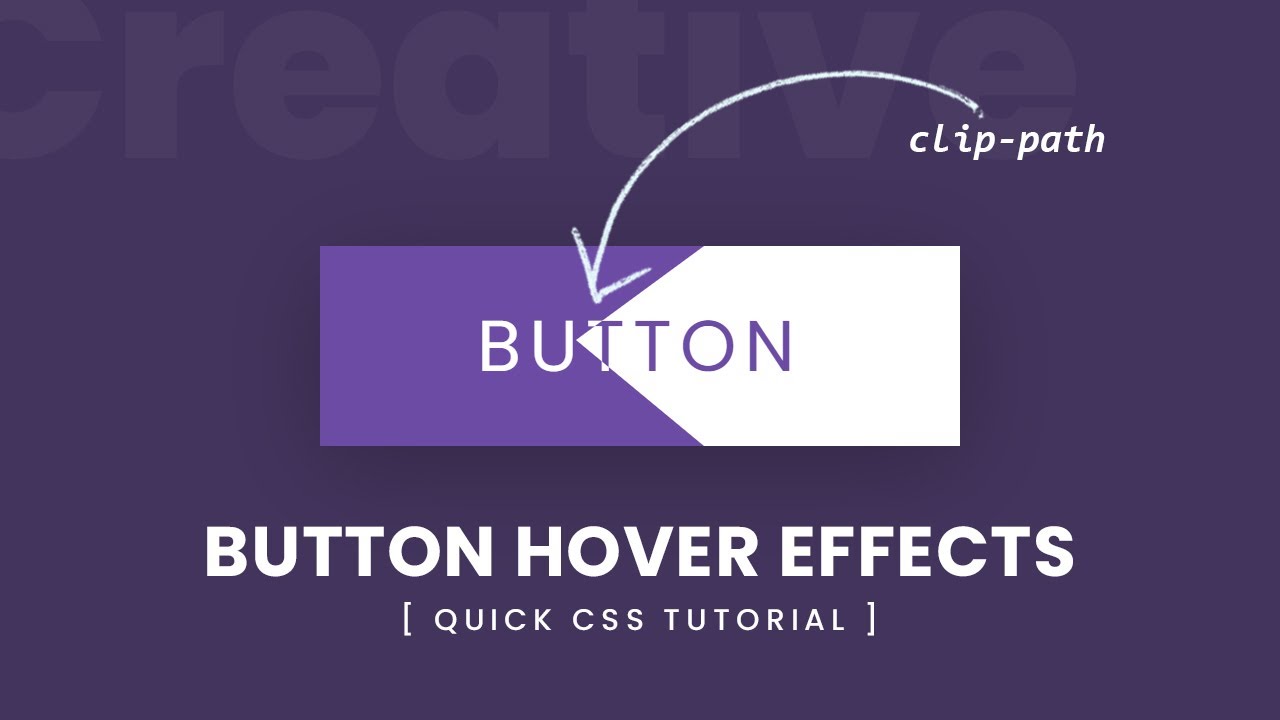 Creative
clip-path
BUTTON
BUTTON HOVER EFFECTS
[ QUICK CSS TUTORIAL ]